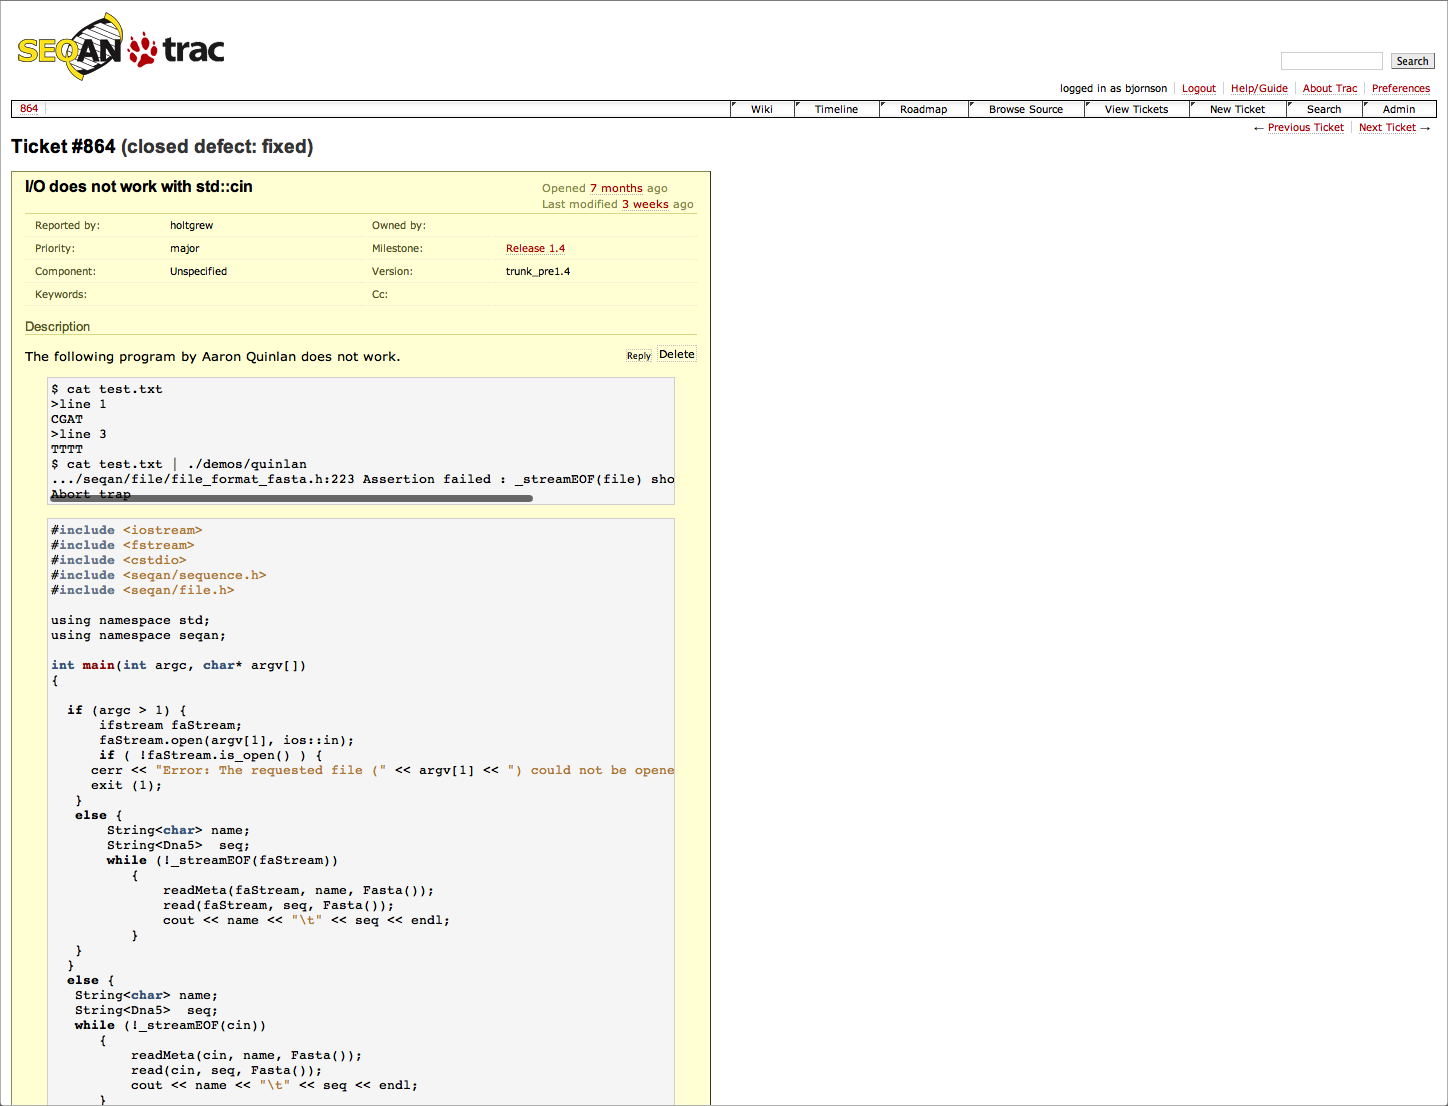 SEQAN trac
Search
logged in as bjornson Logout Help/Guide About Trac Preferences
864 Wiki Timeline Roadmap Browse Source View Tickets New Ticket Search Admin
← Previous Ticket Next Ticket →
Ticket #864 (closed defect: fixed)
I/O does not work with std::cin
Opened 7 months ago
Last modified 3 weeks ago
Reported by: holtgrew Owned by:
Priority: major Milestone: Release 1.4
Component: Unspecified Version: trunk_pre1.4
Keywords: Cc:
Description
The following program by Aaron Quinlan does not work. Reply Delete
$ cat test.txt
>line 1
CGAT
>line 3
TTTT
$ cat test.txt | ./demos/quinlan
.../seqan/file/file_format_fasta.h:223 Assertion failed : _streamEOF(file) sho
Abort trap
#include <iostream>
#include <fstream>
#include <cstdio>
#include <seqan/sequence.h>
#include <seqan/file.h>
using namespace std;
using namespace seqan;
int main(int argc, char* argv[])
{
if (argc > 1) {
ifstream faStream;
faStream.open(argv[1], ios::in);
if ( !faStream.is_open() ) {
cerr << "Error: The requested file (" << argv[1] << ") could not be opene
exit (1);
}
else {
String<char> name;
String<Dna5>  seq;
while (!_streamEOF(faStream))
{
readMeta(faStream, name, Fasta());
read(faStream, seq, Fasta());
cout << name << "\t" << seq << endl;
}
}
}
else {
String<char> name;
String<Dna5>  seq;
while (!_streamEOF(cin))
{
readMeta(cin, name, Fasta());
read(cin, seq, Fasta());
cout << name << "\t" << seq << endl;
}